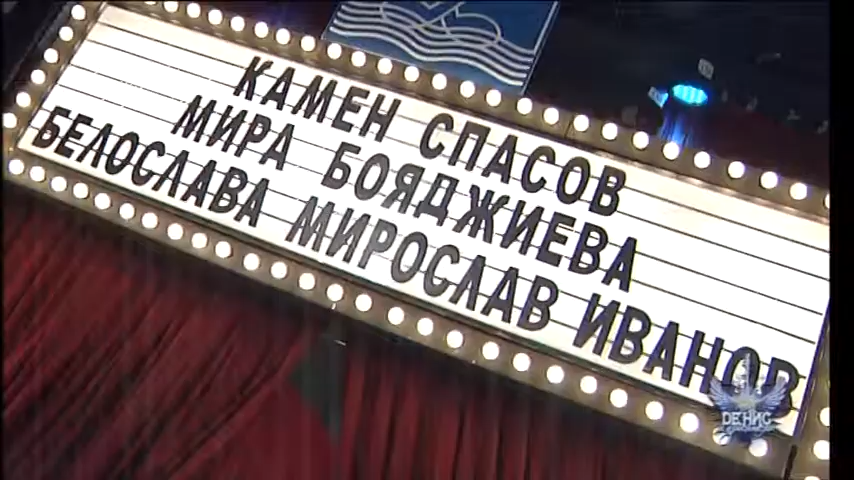 КАМЕН СПАСОВ
МИРА БОЯДЖИЕВА
БЕЛОСЛАВА МИРОСЛАВ ИВАНОВ
ДЕНИС